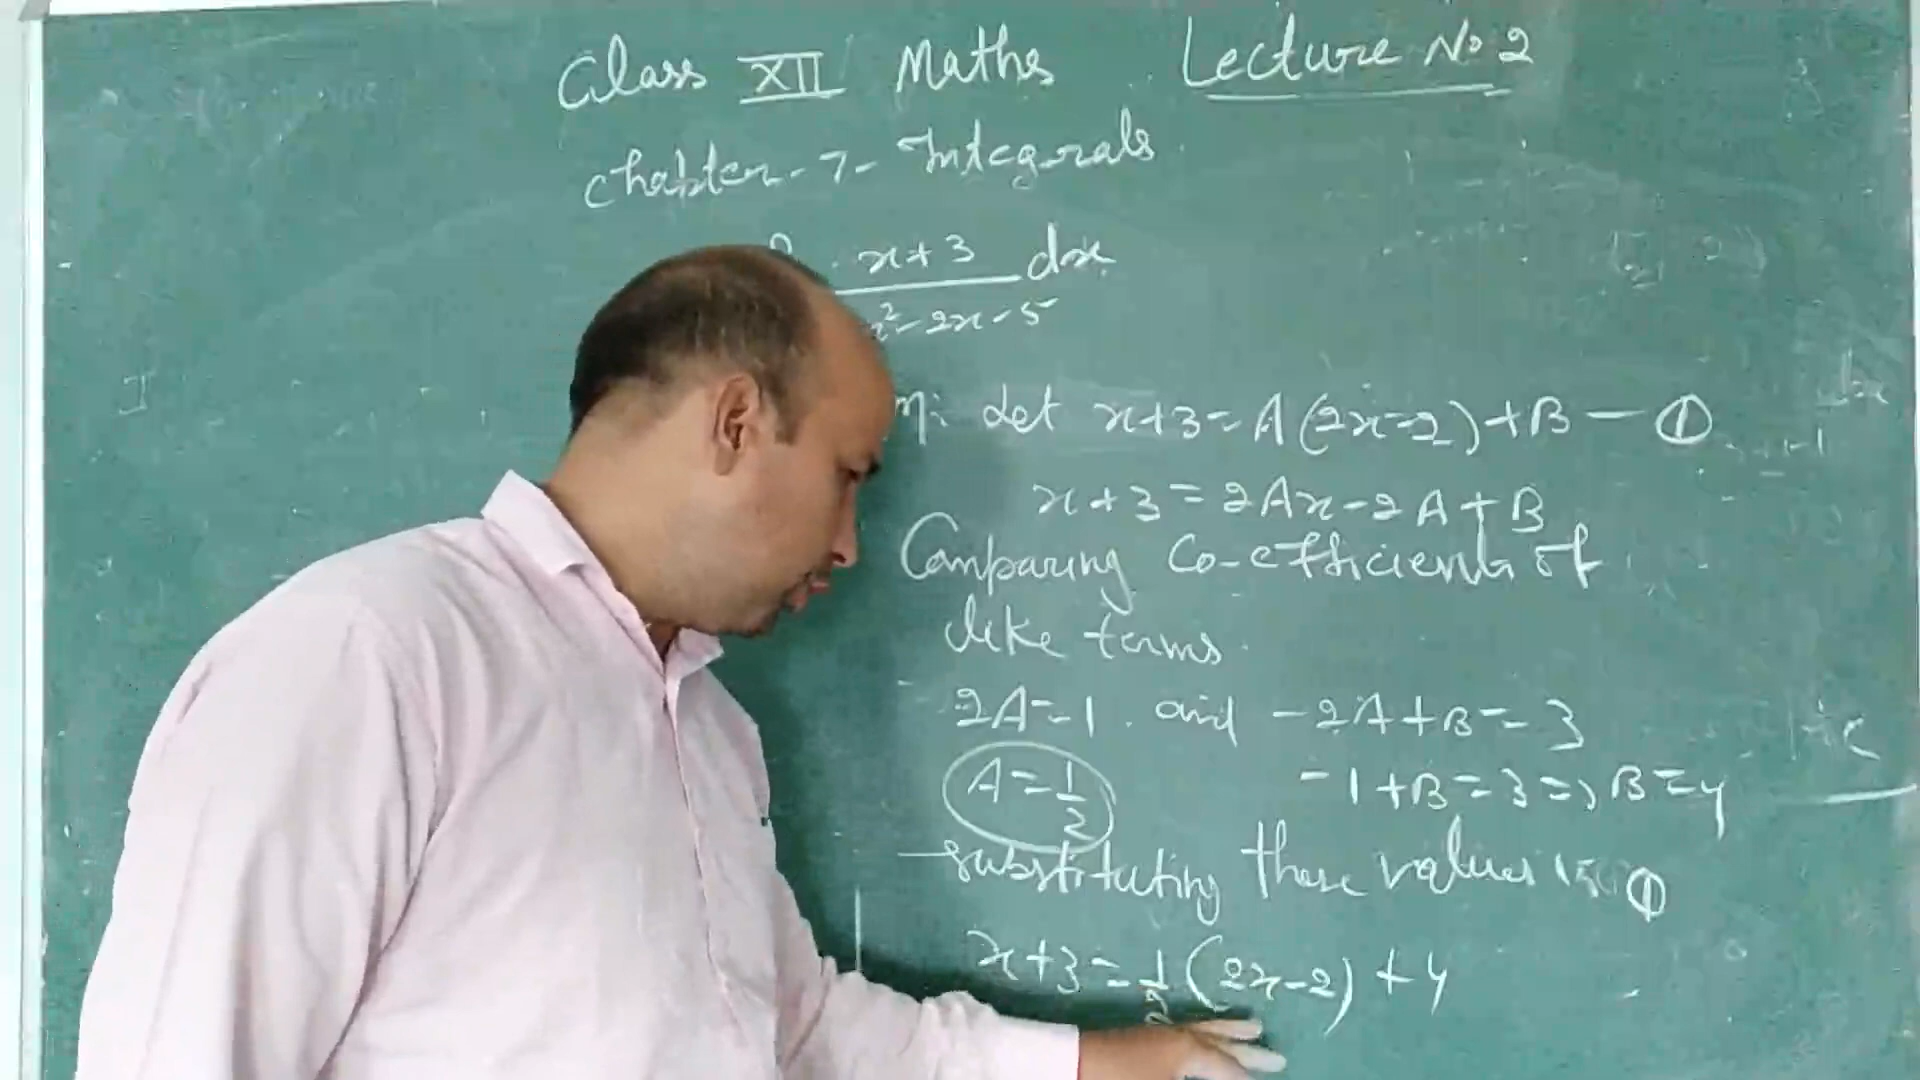 Class XII Maths Lecture No 2
Chapter-7- Integrals
x+3 dx
x²-2x-5
Let x+3=A(2x-2)+B — ①
x+3=2Ax-2A+B
Comparing Co-efficients of
like terms.
2A=1 and -2A+B=3
A=1/2 -1+B=3=>B=4
substituting these values in ①
x+3=1/2(2x-2)+4